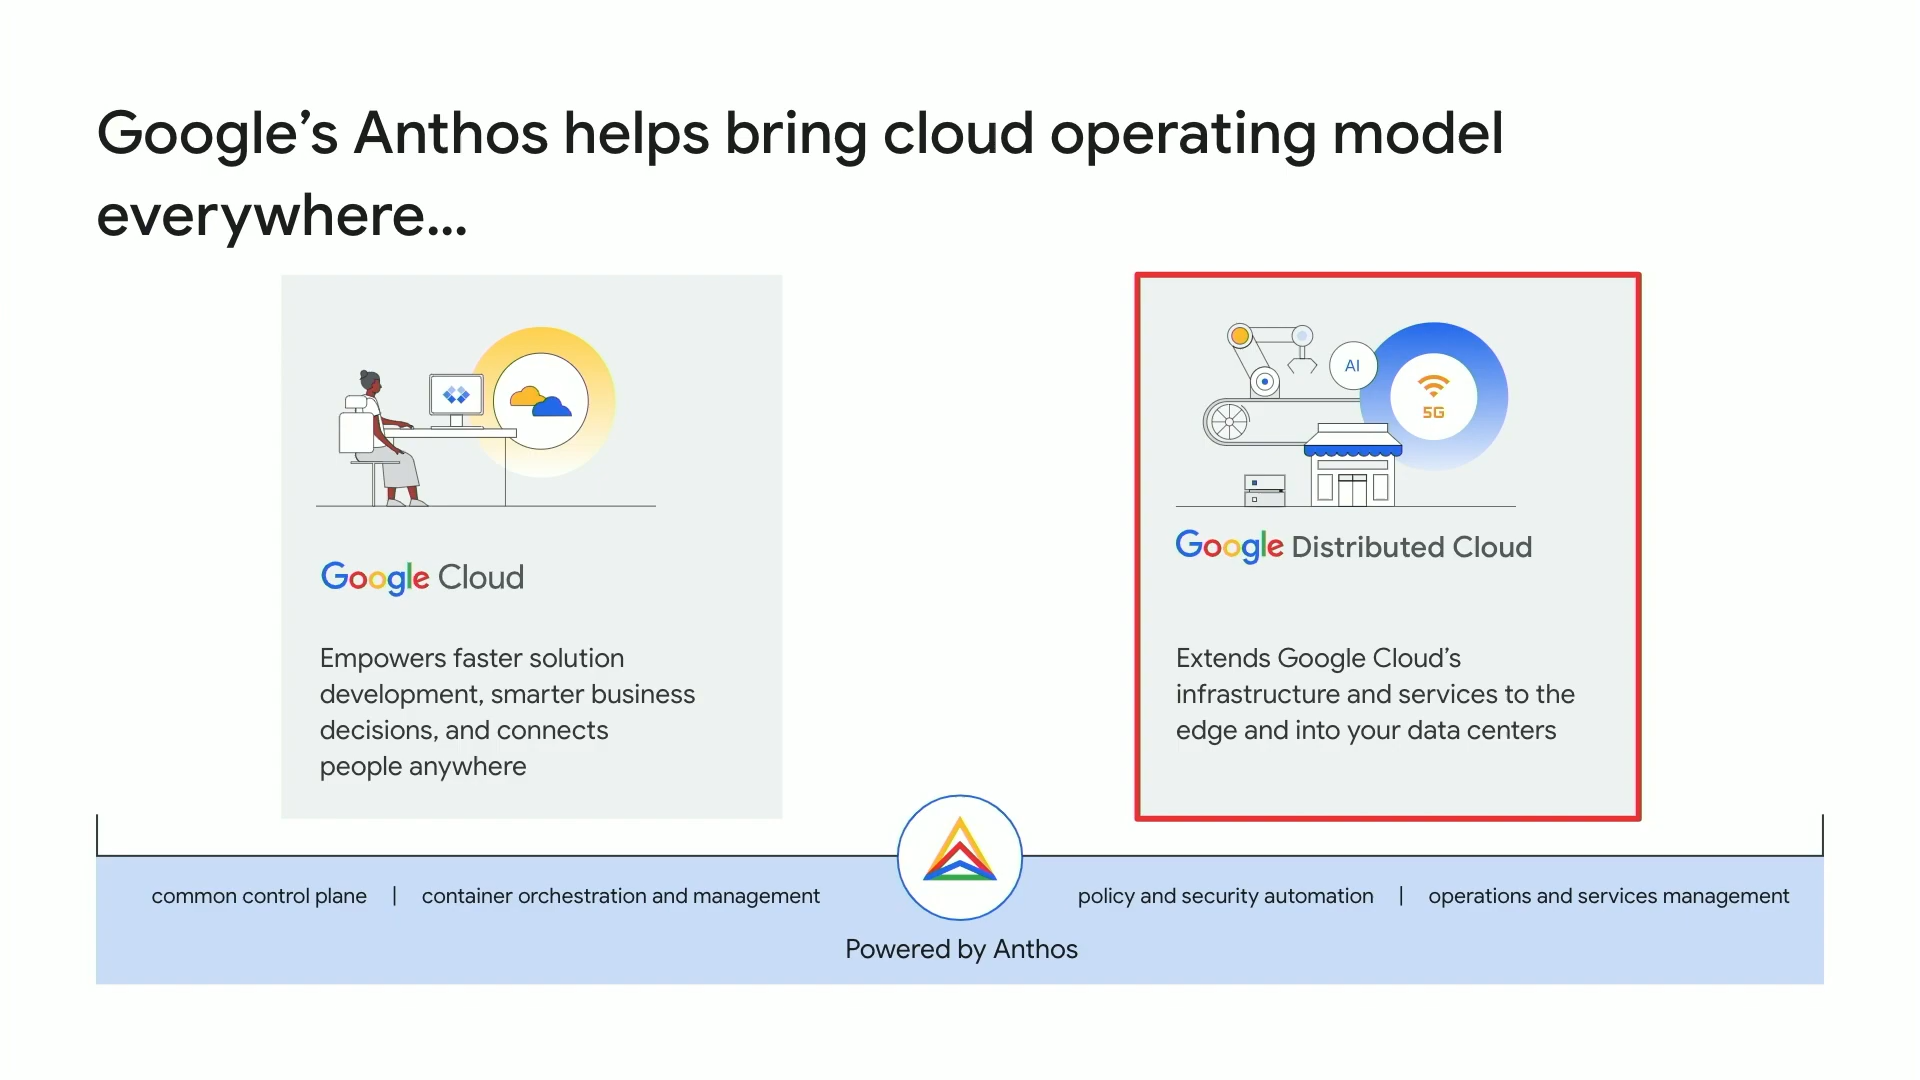 Google’s Anthos helps bring cloud operating model
everywhere...
AI
5G
Google Cloud
Empowers faster solution
development, smarter business
decisions, and connects
people anywhere
Google Distributed Cloud
Extends Google Cloud’s
infrastructure and services to the
edge and into your data centers
common control plane | container orchestration and management
policy and security automation | operations and services management
Powered by Anthos